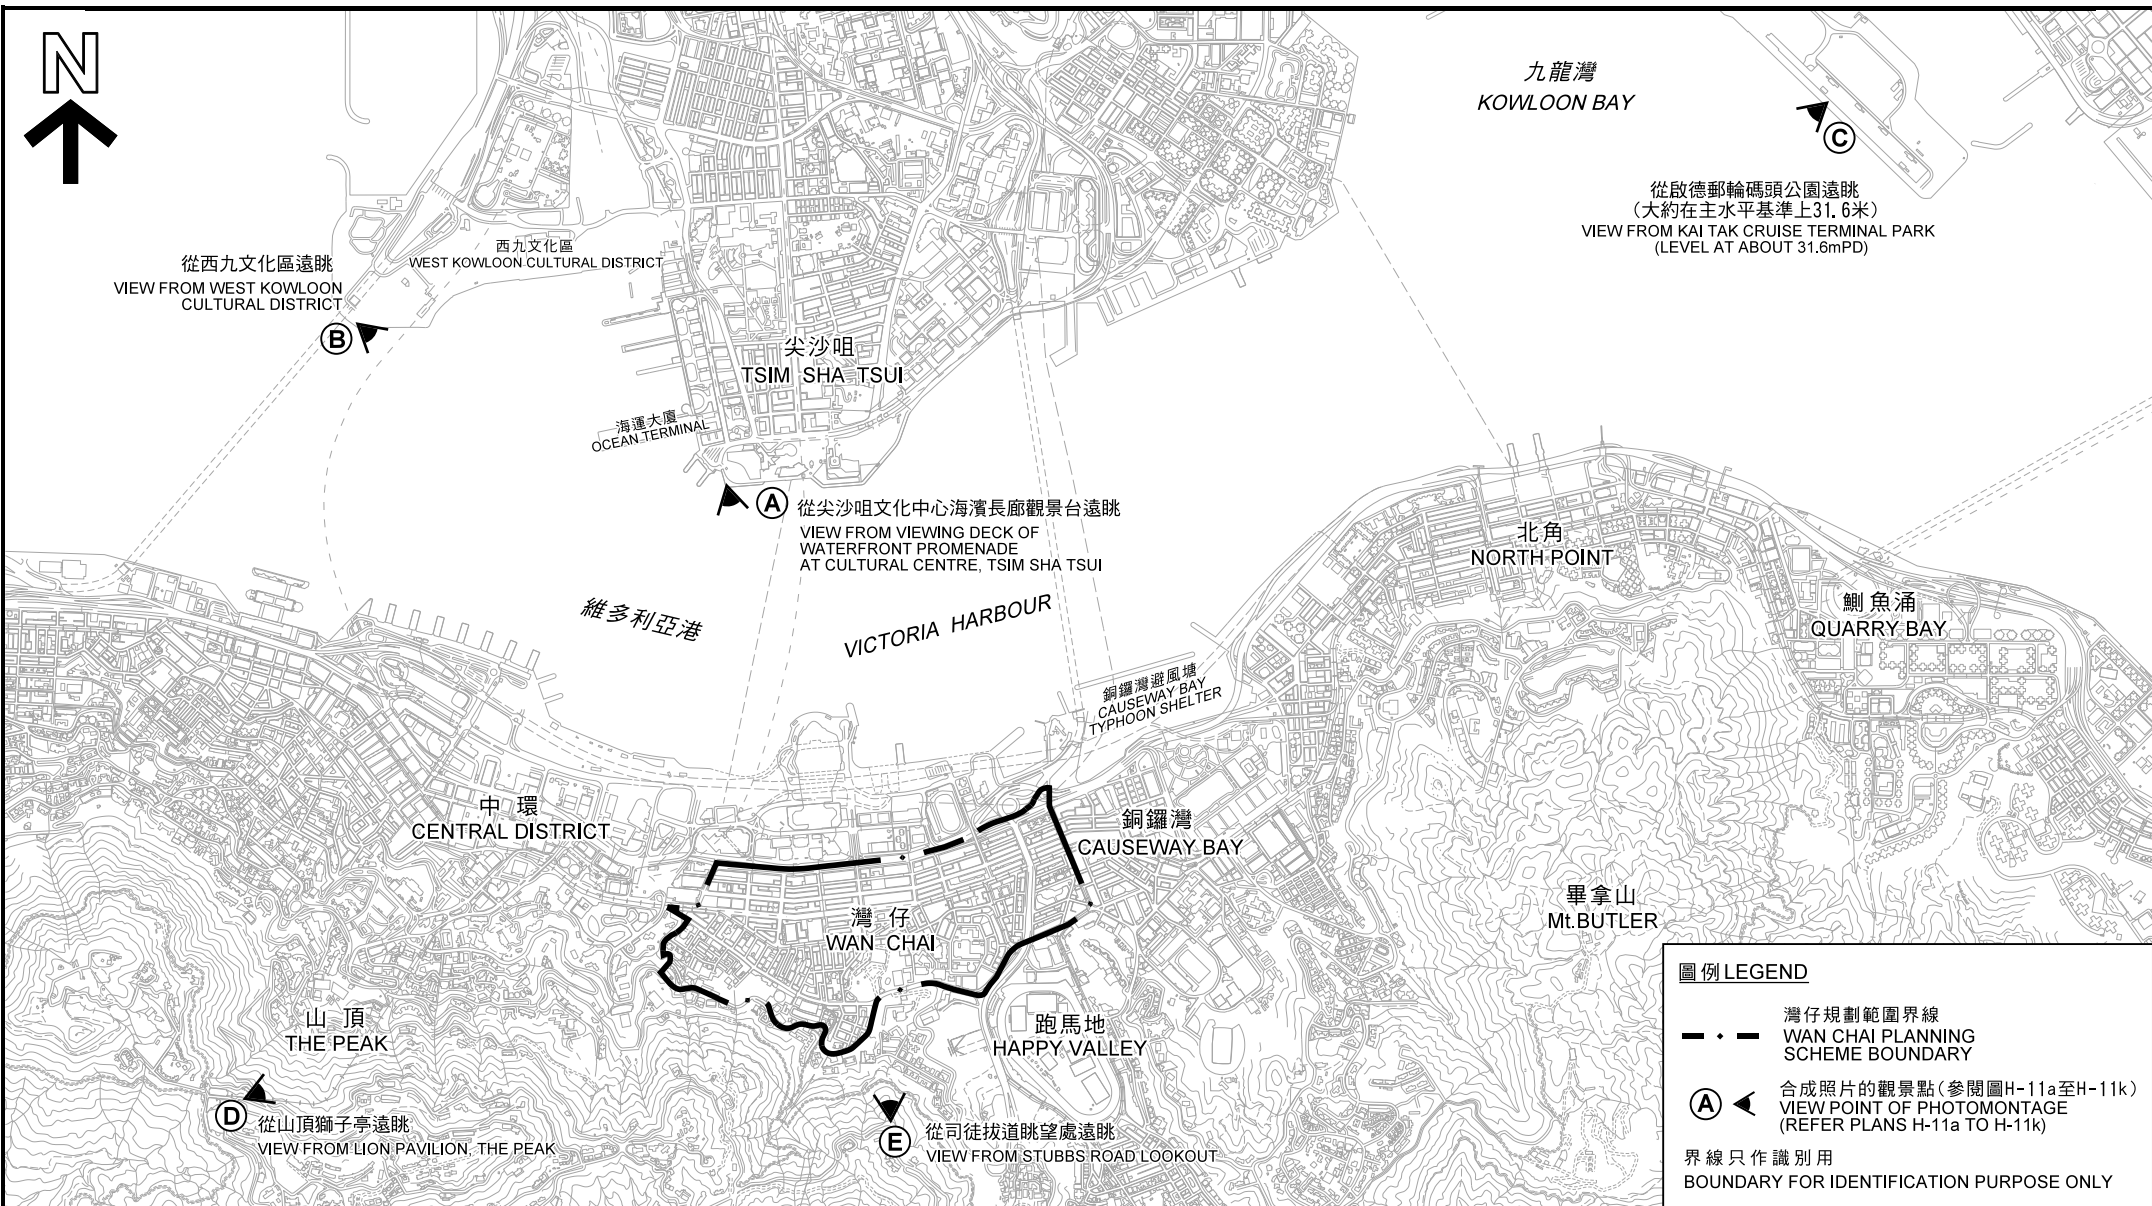 N
九龍灣
KOWLOON BAY
C
從啟德郵輪碼頭公園遠眺
(大約在主水平基準上31.6米)
VIEW FROM KAI TAK CRUISE TERMINAL PARK
(LEVEL AT ABOUT 31.6mPD)
西九文化區
WEST KOWLOON CULTURAL DISTRICT
從西九文化區遠眺
VIEW FROM WEST KOWLOON
CULTURAL DISTRICT
B
尖沙咀
TSIM SHA TSUI
海運大廈
OCEAN TERMINAL
A
從尖沙咀文化中心海濱長廊觀景台遠眺
VIEW FROM VIEWING DECK OF
WATERFRONT PROMENADE
AT CULTURAL CENTRE, TSIM SHA TSUI
北角
NORTH POINT
鰂魚涌
QUARRY BAY
維多利亞港
VICTORIA HARBOUR
銅鑼灣避風塘
CAUSEWAY BAY
TYPHOON SHELTER
中環
CENTRAL DISTRICT
銅鑼灣
CAUSEWAY BAY
灣仔
WAN CHAI
畢拿山
Mt.BUTLER
山頂
THE PEAK
跑馬地
HAPPY VALLEY
D
從山頂獅子亭遠眺
VIEW FROM LION PAVILION, THE PEAK
E
從司徒拔道眺望處遠眺
VIEW FROM STUBBS ROAD LOOKOUT
圖例 LEGEND
灣仔規劃範圍界線
WAN CHAI PLANNING
SCHEME BOUNDARY
A
合成照片的觀景點(參閱圖H-11a至H-11k)
VIEW POINT OF PHOTOMONTAGE
(REFER PLANS H-11a TO H-11k)
界線只作識別用
BOUNDARY FOR IDENTIFICATION PURPOSE ONLY